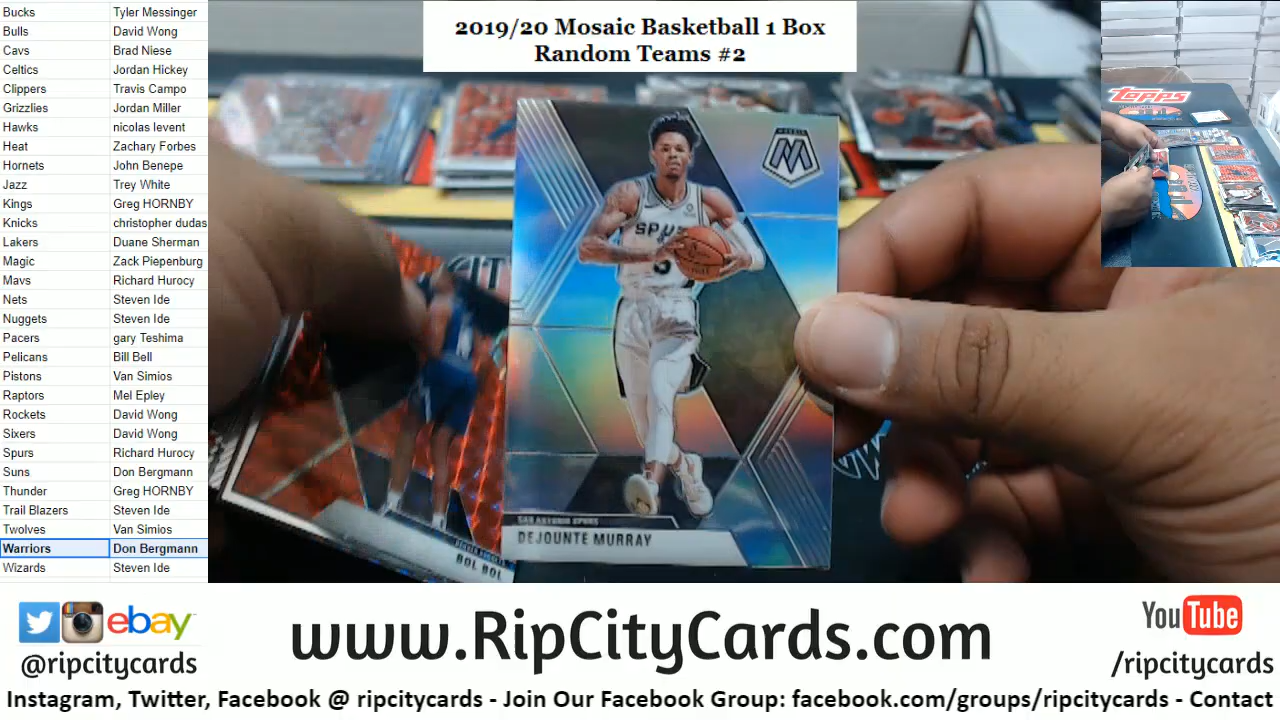 Bucks Tyler Messinger
Bulls David Wong
Cavs Brad Niese
Celtics Jordan Hickey
Clippers Travis Campo
Grizzlies Jordan Miller
Hawks nicolas levent
Heat Zachary Forbes
Hornets John Benepe
Jazz Trey White
Kings Greg HORNBY
Knicks christopher dudas
Lakers Duane Sherman
Magic Zack Piepenburg
Mavs Richard Hurocy
Nets Steven Ide
Nuggets Steven Ide
Pacers gary Teshima
Pelicans Bill Bell
Pistons Van Simios
Raptors Mel Epley
Rockets David Wong
Sixers David Wong
Spurs Richard Hurocy
Suns Don Bergmann
Thunder Greg HORNBY
Trail Blazers Steven Ide
Twolves Van Simios
Warriors Don Bergmann
Wizards Steven Ide
2019/20 Mosaic Basketball 1 Box
Random Teams #2
topps
MOSAIC
M
SPURS
5
SAN ANTONIO SPURS
DEJOUNTE MURRAY
DENVER NUGGETS
BOL BOL
ebay
@ripcitycards
www.RipCityCards.com
YouTube
/ripcitycards
Instagram, Twitter, Facebook @ ripcitycards - Join Our Facebook Group: facebook.com/groups/ripcitycards - Contact